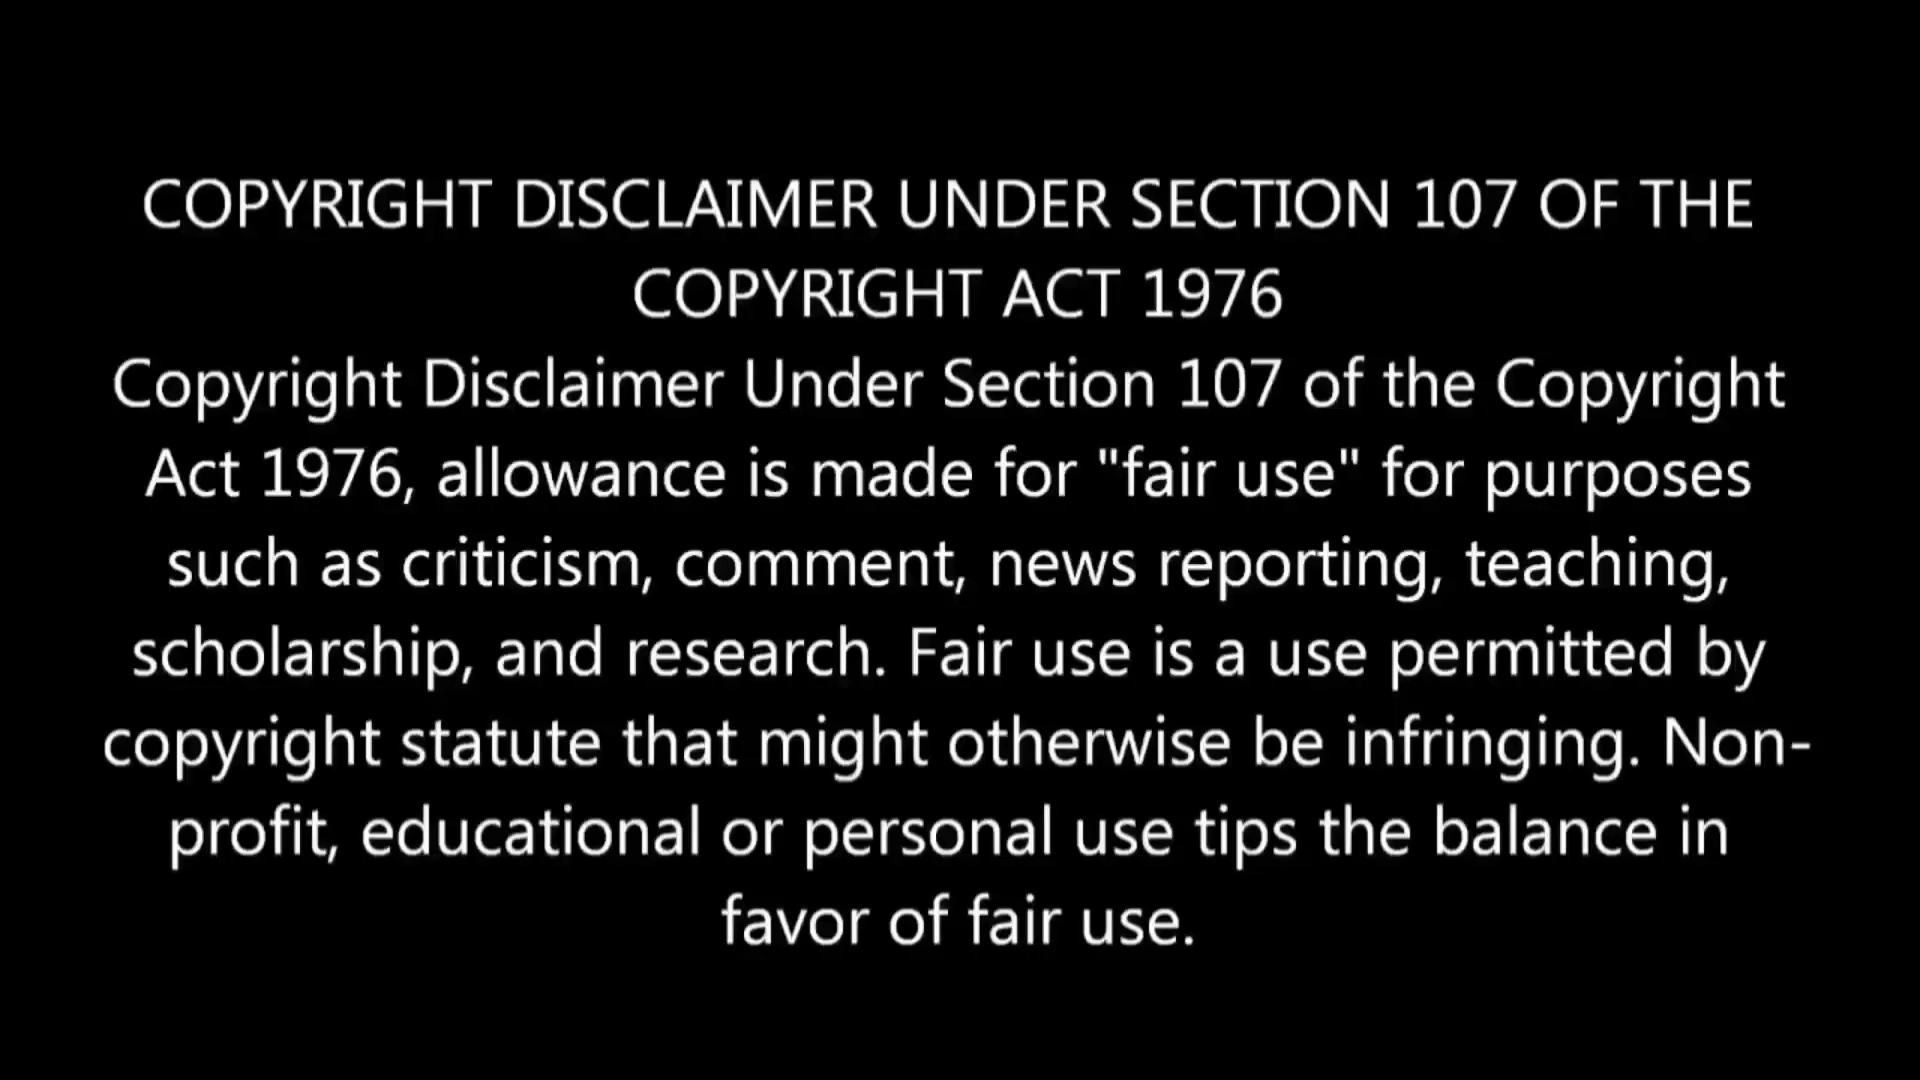 COPYRIGHT DISCLAIMER UNDER SECTION 107 OF THE
COPYRIGHT ACT 1976
Copyright Disclaimer Under Section 107 of the Copyright
Act 1976, allowance is made for "fair use" for purposes
such as criticism, comment, news reporting, teaching,
scholarship, and research. Fair use is a use permitted by
copyright statute that might otherwise be infringing. Non-
profit, educational or personal use tips the balance in
favor of fair use.